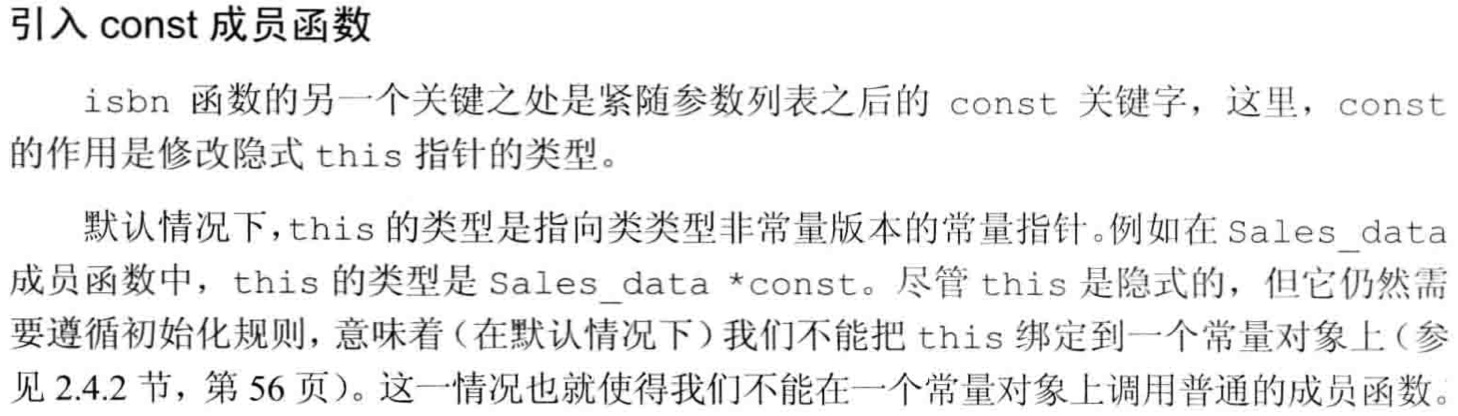 引入 const 成员函数
isbn 函数的另一个关键之处是紧随参数列表之后的 const 关键字，这里，const
的作用是修改隐式 this 指针的类型。
默认情况下，this 的类型是指向类类型非常量版本的常量指针。例如在 Sales_data
成员函数中，this 的类型是 Sales_data *const。尽管 this 是隐式的，但它仍然需
要遵循初始化规则，意味着（在默认情况下）我们不能把 this 绑定到一个常量对象上（参
见 2.4.2 节，第 56 页）。这一情况也就使得我们不能在一个常量对象上调用普通的成员函数。